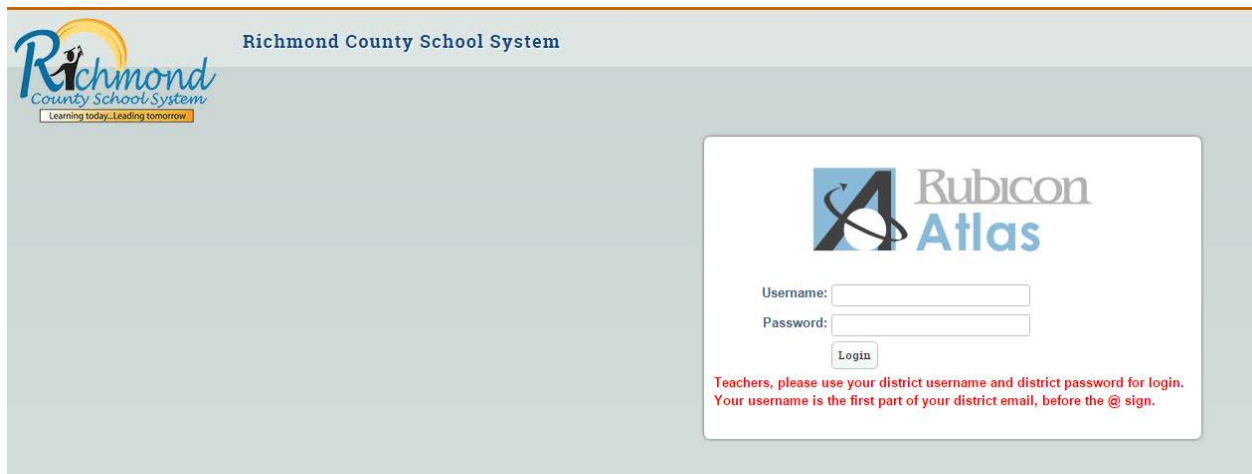 Richmond County School System
Richmond
County School System
Learning today...Leading tomorrow
Rubicon
Atlas
Username:
Password:
Login
Teachers, please use your district username and district password for login.
Your username is the first part of your district email, before the @ sign.